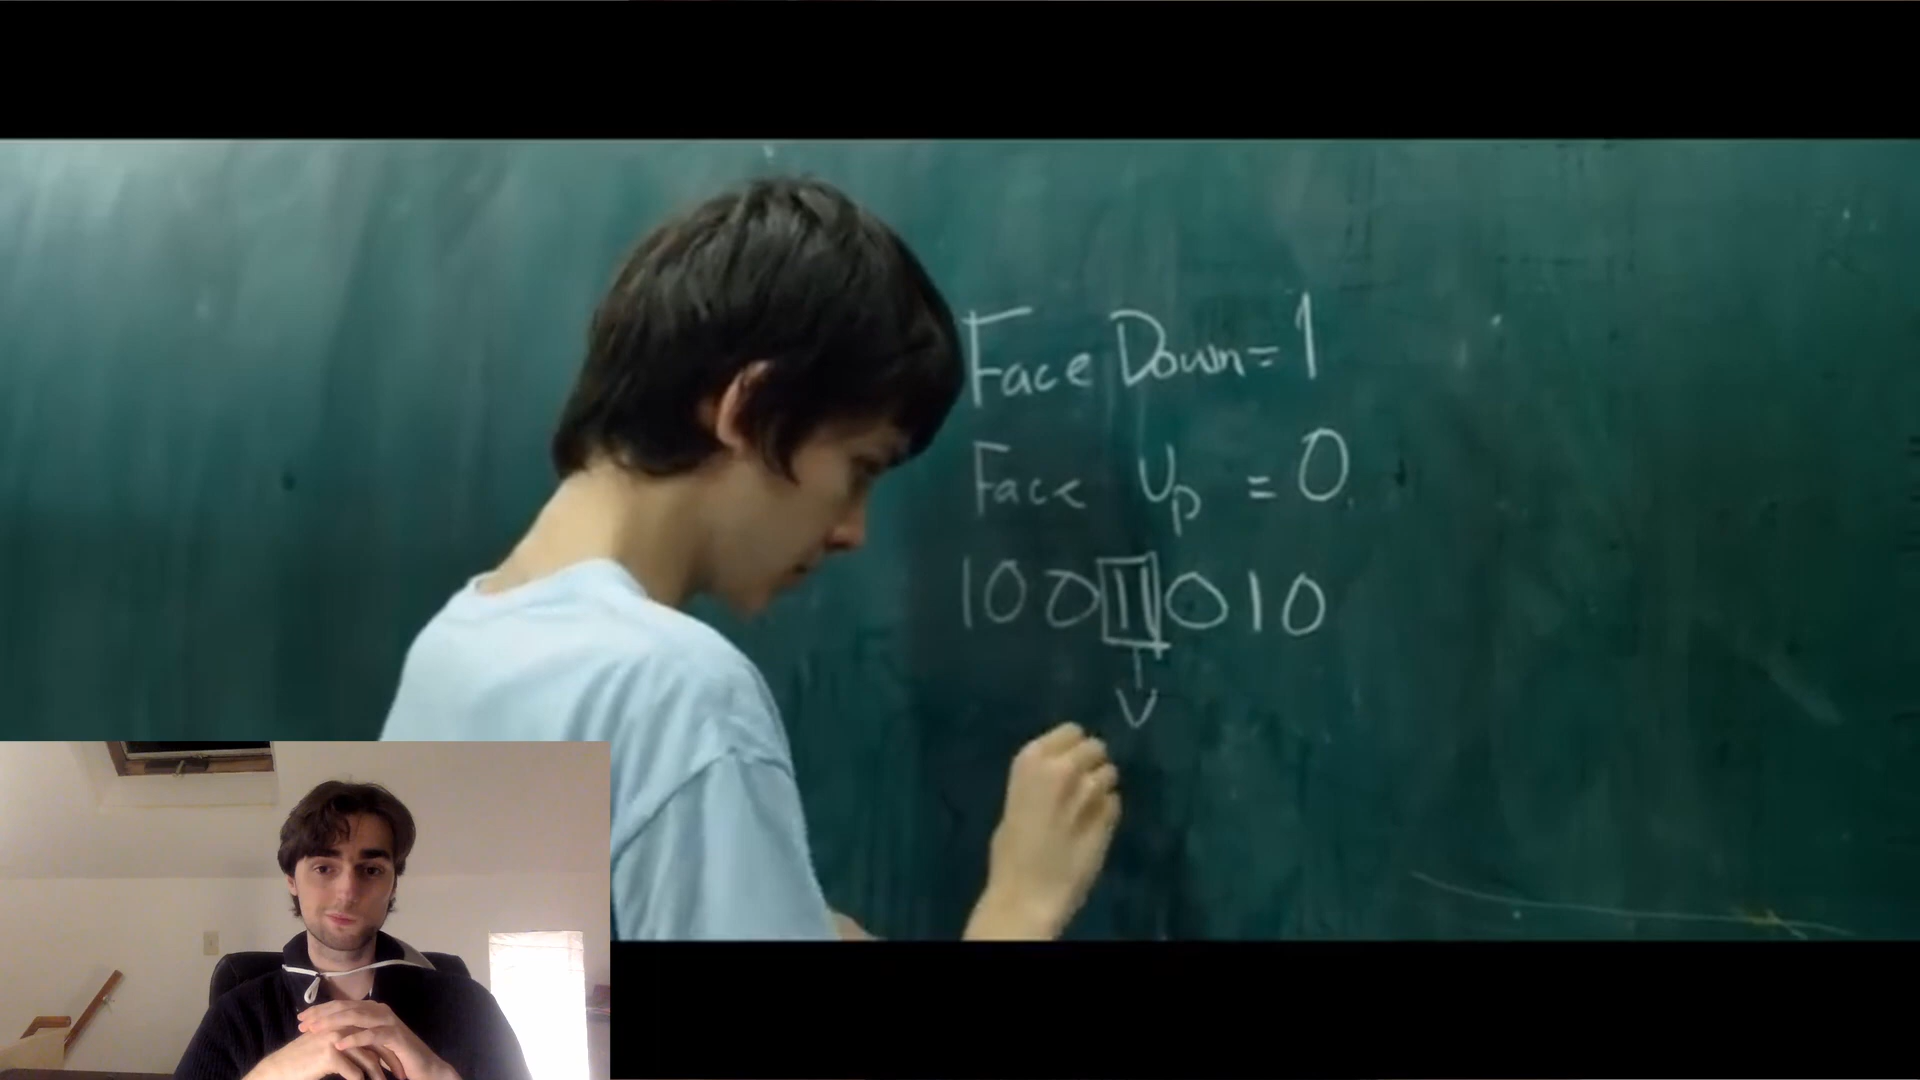 Face Down = 1
Face Up = 0
10011010